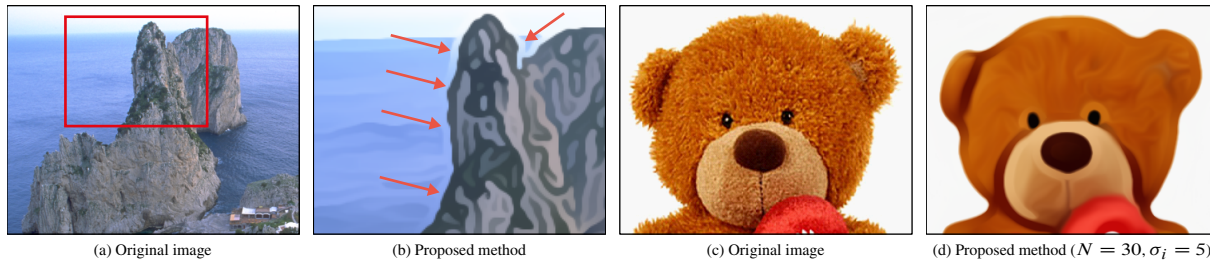 (a) Original image
(b) Proposed method
(c) Original image
(d) Proposed method (N = 30, σᵢ = 5)